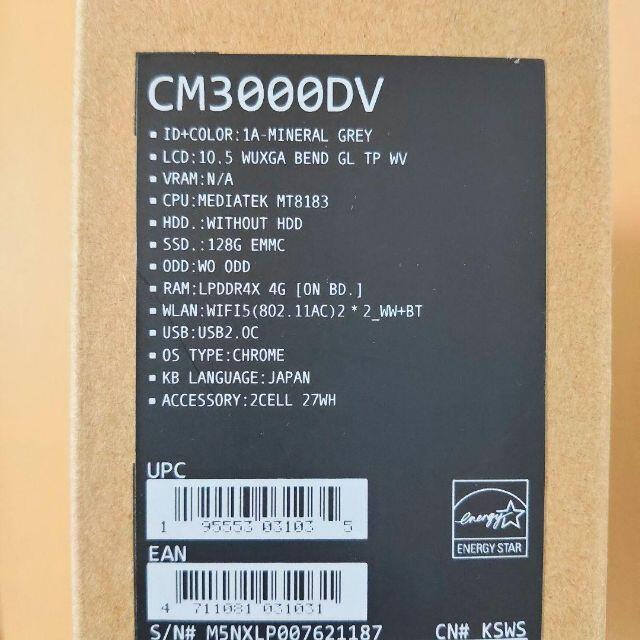 CM3000DV
▪ ID+COLOR:1A-MINERAL GREY
▪ LCD:10.5 WUXGA BEND GL TP WV
▪ VRAM:N/A
▪ CPU:MEDIATEK MT8183
▪ HDD.:WITHOUT HDD
▪ SSD.:128G EMMC
▪ ODD:WO ODD
▪ RAM:LPDDR4X 4G [ON BD.]
▪ WLAN:WIFI5(802.11AC)2*2_WW+BT
▪ USB:USB2.0C
▪ OS TYPE:CHROME
▪ KB LANGUAGE:JAPAN
▪ ACCESSORY:2CELL 27WH
UPC
1 95553 03103 5
EAN
4 711081 031031
energy
ENERGY STAR
S/N# M5NXLP007621187
CN# KSWS